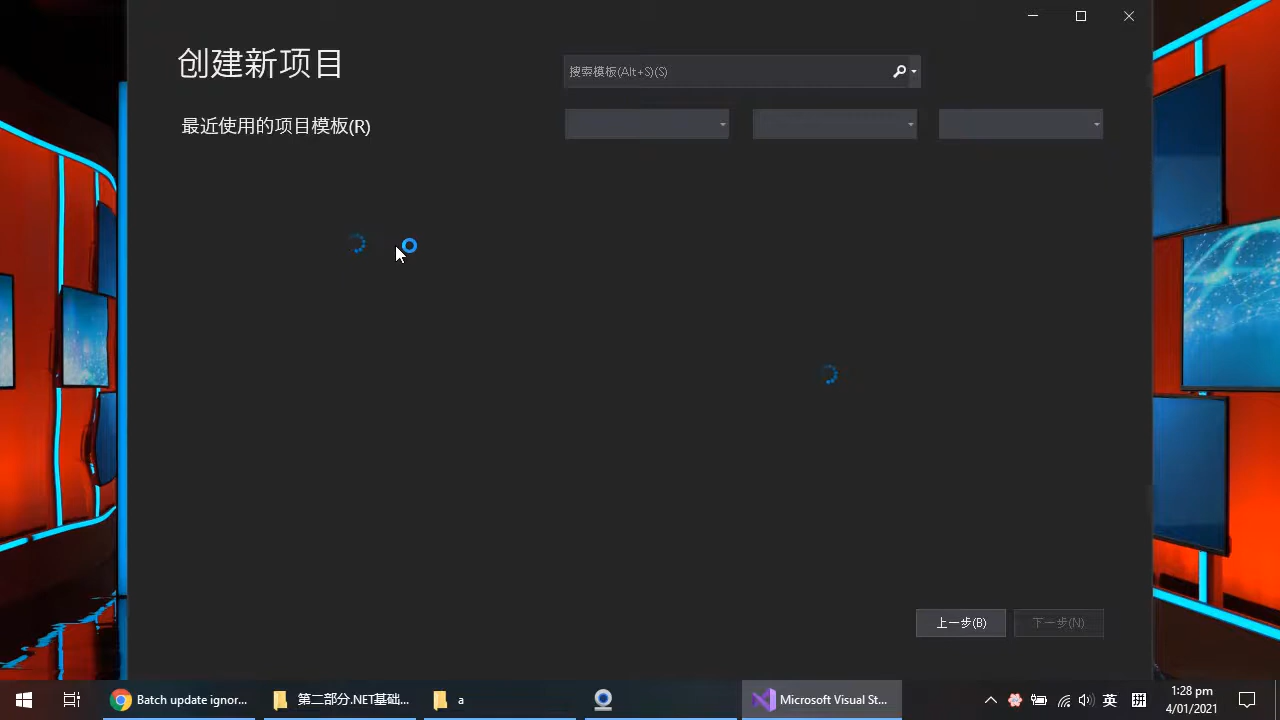 创建新项目
搜索模板(Alt+S)(S)
最近使用的项目模板(R)
上一步(B)
下一步(N)
Batch update ignor...
第二部分.NET基础...
a
Microsoft Visual St...
英
1:28 pm
4/01/2021